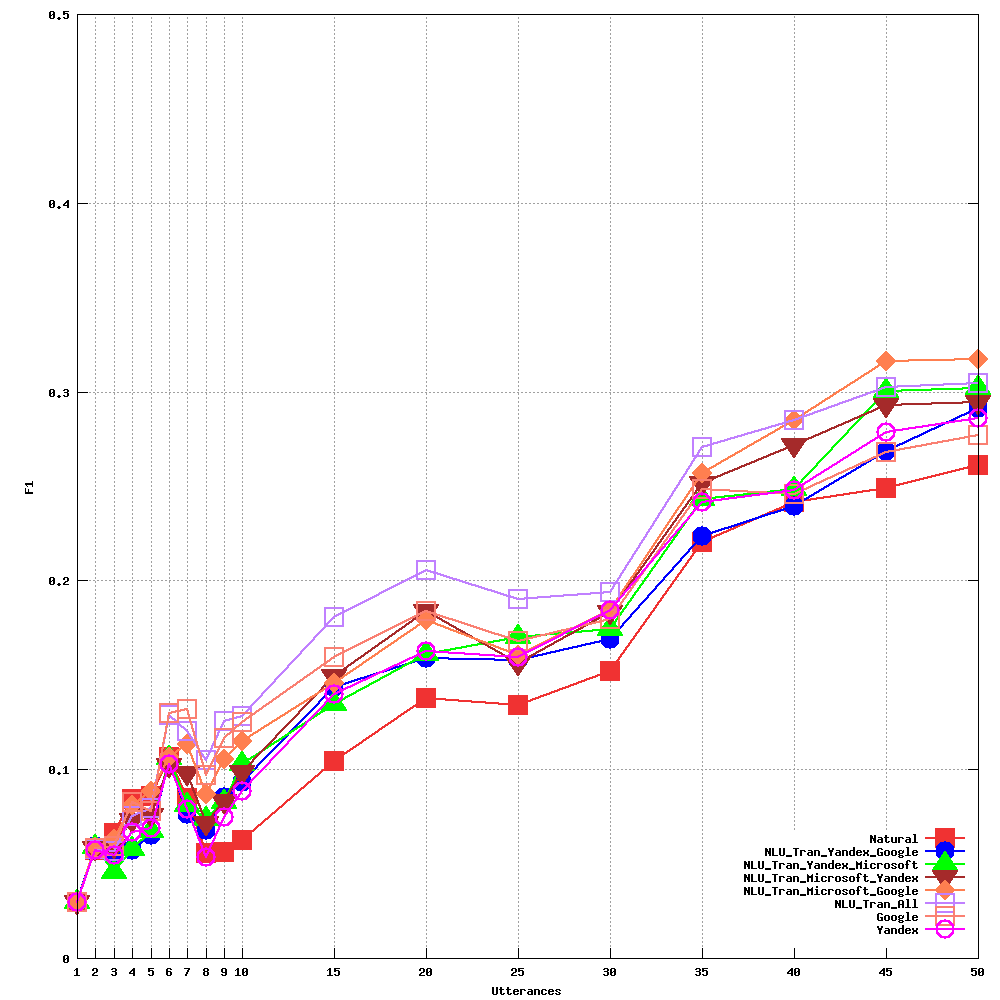 0.5
0.4
0.3
0.2
0.1
0
F1
1 2 3 4 5 6 7 8 9 10 15 20 25 30 35 40 45 50
Utterances
Natural
NLU_Tran_Yandex_Google
NLU_Tran_Yandex_Microsoft
NLU_Tran_Microsoft_Yandex
NLU_Tran_Microsoft_Google
NLU_Tran_All
Google
Yandex